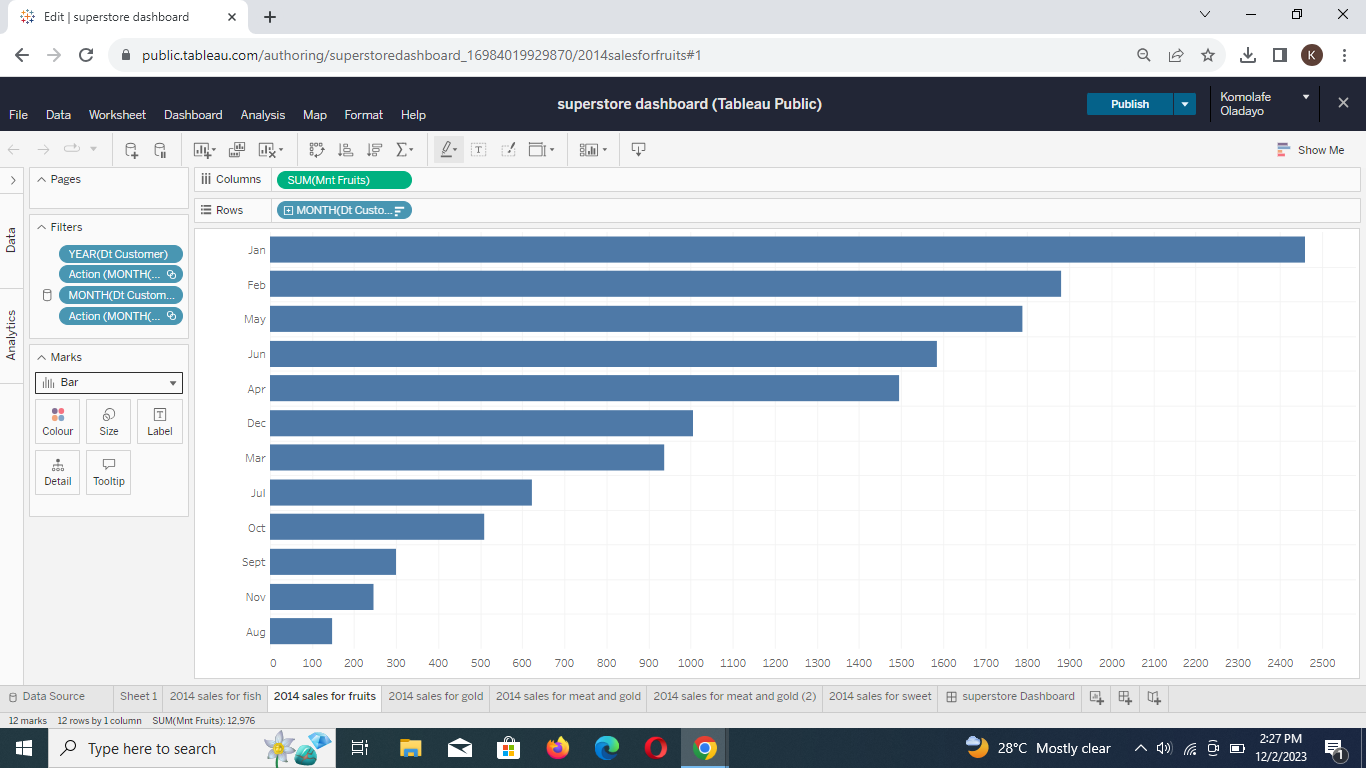 Edit | superstore dashboard
public.tableau.com/authoring/superstoredashboard_16984019929870/2014salesforfruits#1
K
superstore dashboard (Tableau Public)
Publish
Komolafe
Oladayo
File Data Worksheet Dashboard Analysis Map Format Help
Show Me
Pages
Columns SUM(Mnt Fruits)
Rows MONTH(Dt Custo...
Data
Analytics
Filters
YEAR(Dt Customer)
Action (MONTH(...
MONTH(Dt Custom...
Action (MONTH(...
Marks
Bar
Colour Size Label
Detail Tooltip
Jan
Feb
May
Jun
Apr
Dec
Mar
Jul
Oct
Sept
Nov
Aug
0 100 200 300 400 500 600 700 800 900 1000 1100 1200 1300 1400 1500 1600 1700 1800 1900 2000 2100 2200 2300 2400 2500
Data Source Sheet 1 2014 sales for fish 2014 sales for fruits 2014 sales for gold 2014 sales for meat and gold 2014 sales for meat and gold (2) 2014 sales for sweet superstore Dashboard
12 marks 12 rows by 1 column SUM(Mnt Fruits): 12,976
Type here to search
28°C Mostly clear
2:27 PM
12/2/2023
1